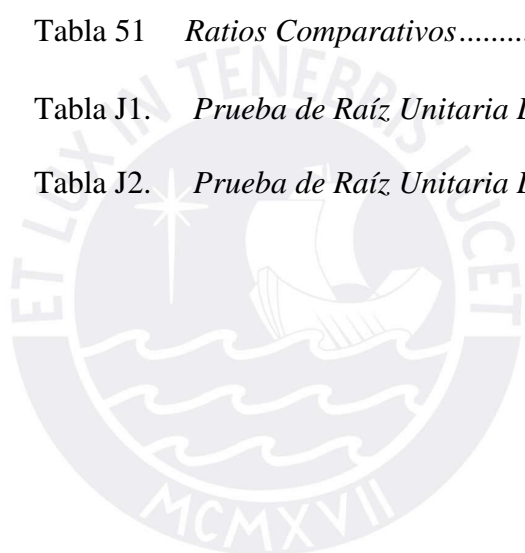 Tabla 51 Ratios Comparativos.........
Tabla J1. Prueba de Raíz Unitaria
Tabla J2. Prueba de Raíz Unitaria
ET LUX IN TENEBRIS LUCET
MCMXVII